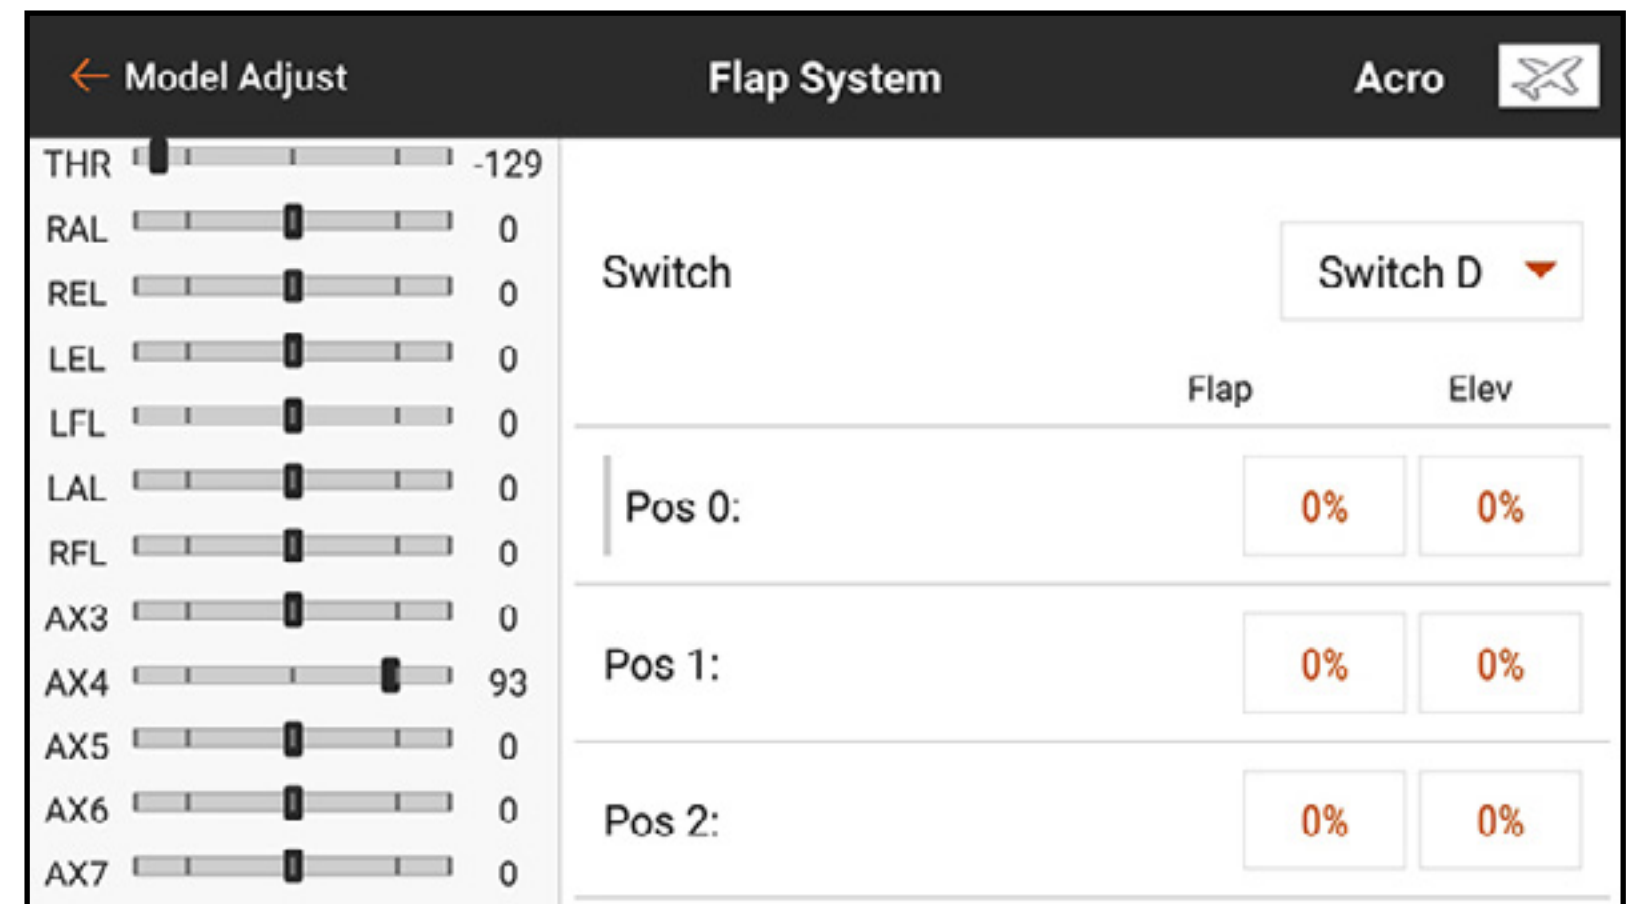 Model Adjust
Flap System
Acro
THR -129
RAL 0
REL 0
LEL 0
LFL 0
LAL 0
RFL 0
AX3 0
AX4 93
AX5 0
AX6 0
AX7 0
Switch
Switch D
Flap Elev
Pos 0: 0% 0%
Pos 1: 0% 0%
Pos 2: 0% 0%